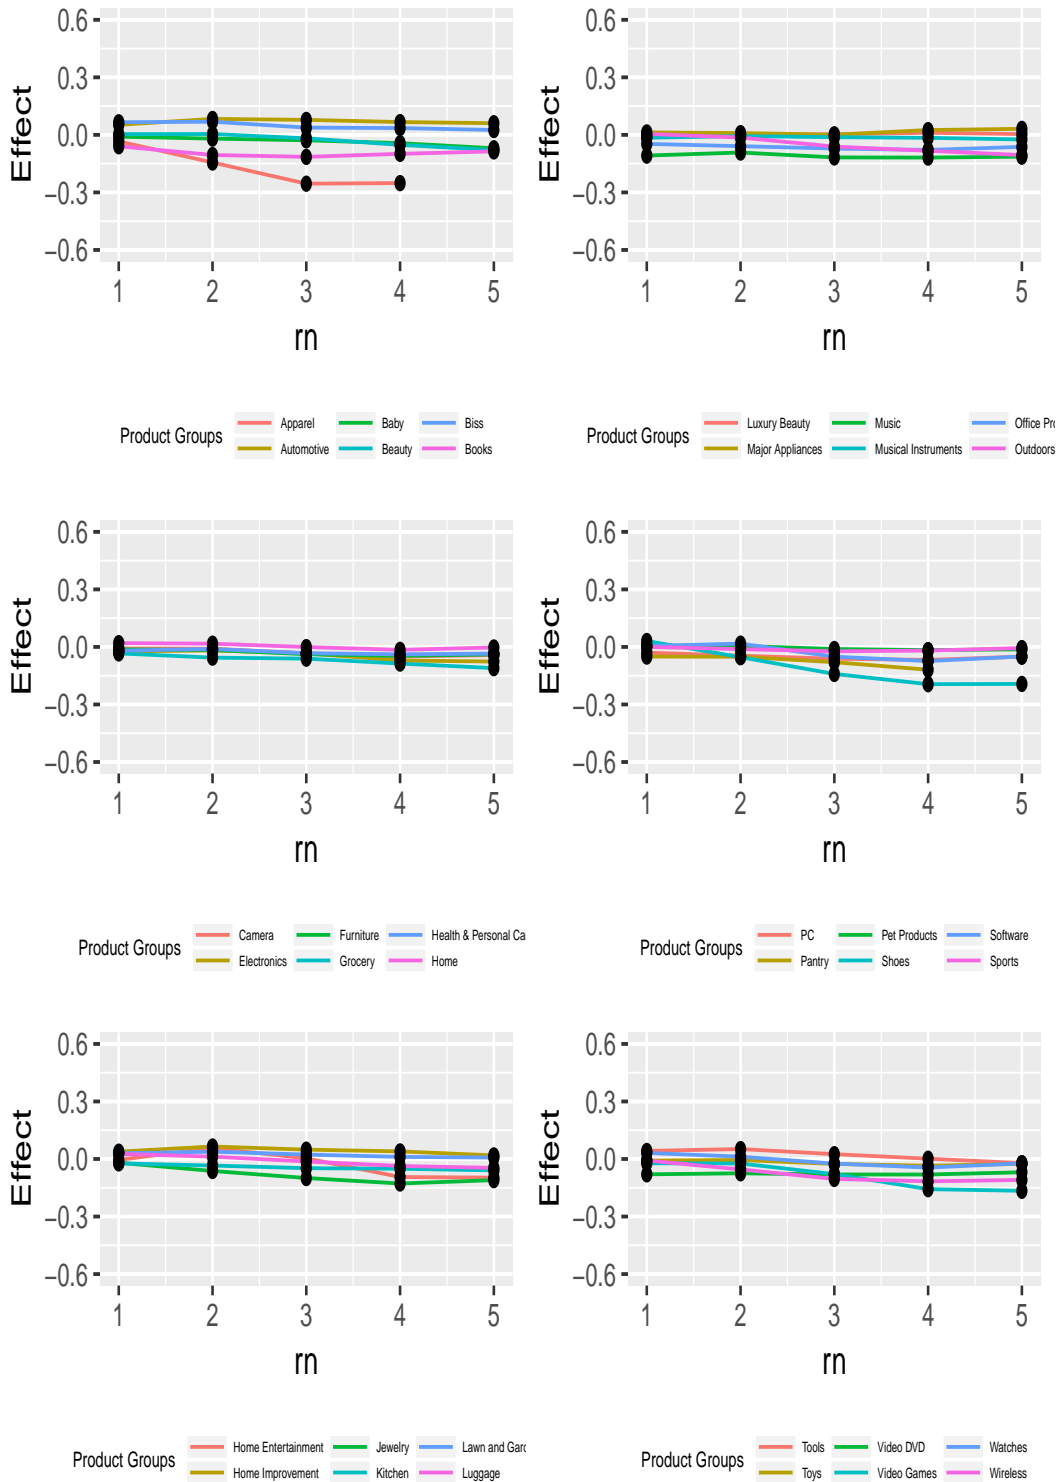 0.6
0.3
0.0
−0.3
−0.6
Effect
1 2 3 4 5
rn
Product Groups
Apparel Baby Biss
Automotive Beauty Books
0.6
0.3
0.0
−0.3
−0.6
Effect
1 2 3 4 5
rn
Product Groups
Luxury Beauty Music Office Pro
Major Appliances Musical Instruments Outdoors
0.6
0.3
0.0
−0.3
−0.6
Effect
1 2 3 4 5
rn
Product Groups
Camera Furniture Health & Personal Ca
Electronics Grocery Home
0.6
0.3
0.0
−0.3
−0.6
Effect
1 2 3 4 5
rn
Product Groups
PC Pet Products Software
Pantry Shoes Sports
0.6
0.3
0.0
−0.3
−0.6
Effect
1 2 3 4 5
rn
Product Groups
Home Entertainment Jewelry Lawn and Gard
Home Improvement Kitchen Luggage
0.6
0.3
0.0
−0.3
−0.6
Effect
1 2 3 4 5
rn
Product Groups
Tools Video DVD Watches
Toys Video Games Wireless